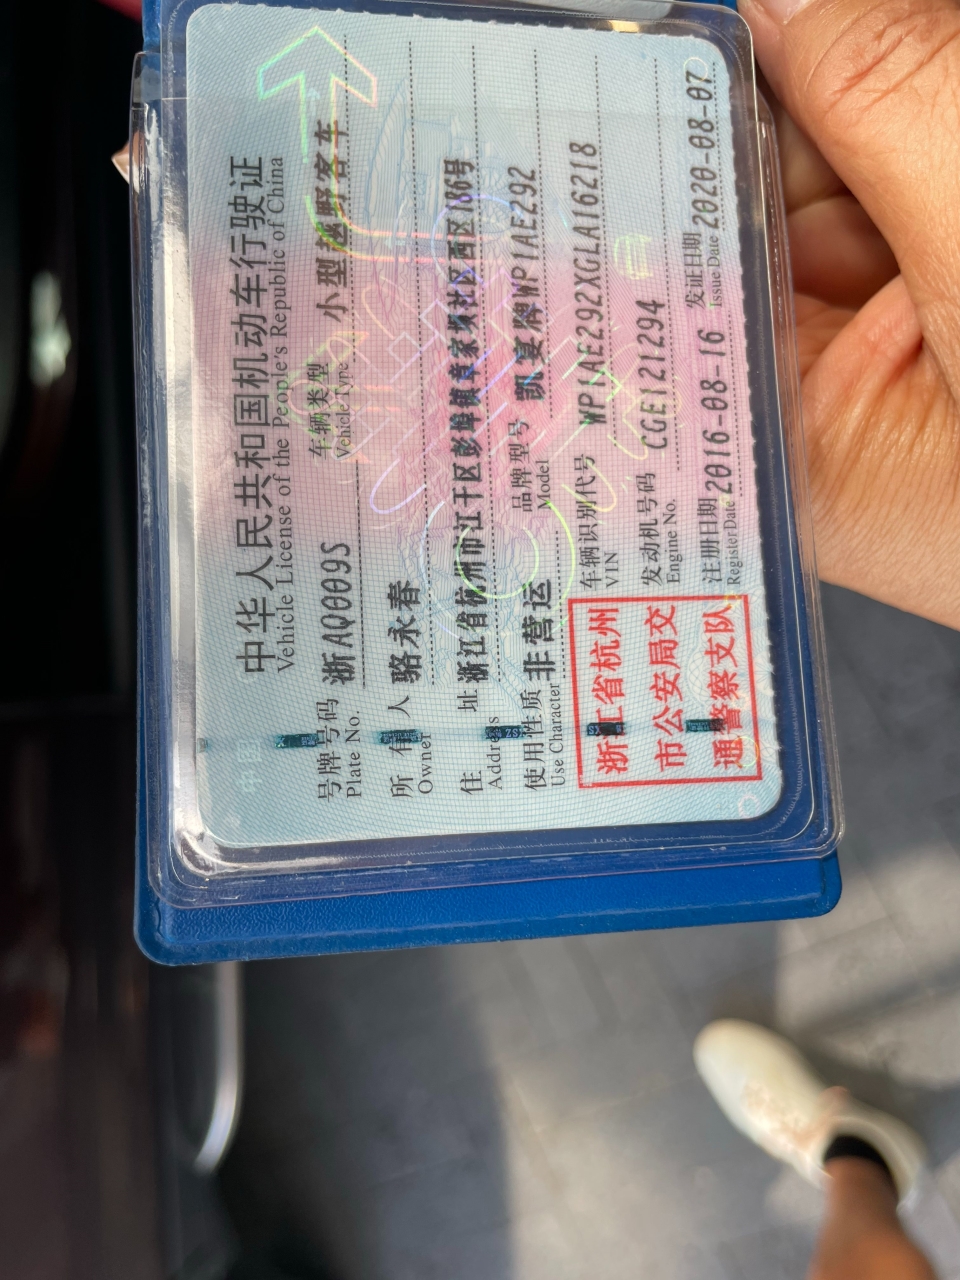 中华人民共和国机动车行驶证
Vehicle License of the People's Republic of China
号牌号码 浙AQ009S 车辆类型 小型越野客车
Plate No. Vehicle Type
所有人 骆永春
Owner
住址 浙江省杭州市江干区彭埠镇章家坝社区西区186号
Address
使用性质 非营运 品牌型号 凯宴牌WP1AE292
Use Character Model
浙江省杭州
市公安局交
通警察支队
车辆识别代号 WP1AE292XGLA16218
VIN
发动机号码 CGE121294
Engine No.
注册日期 2016-08-16 发证日期 2020-08-07
Register Date Issue Date